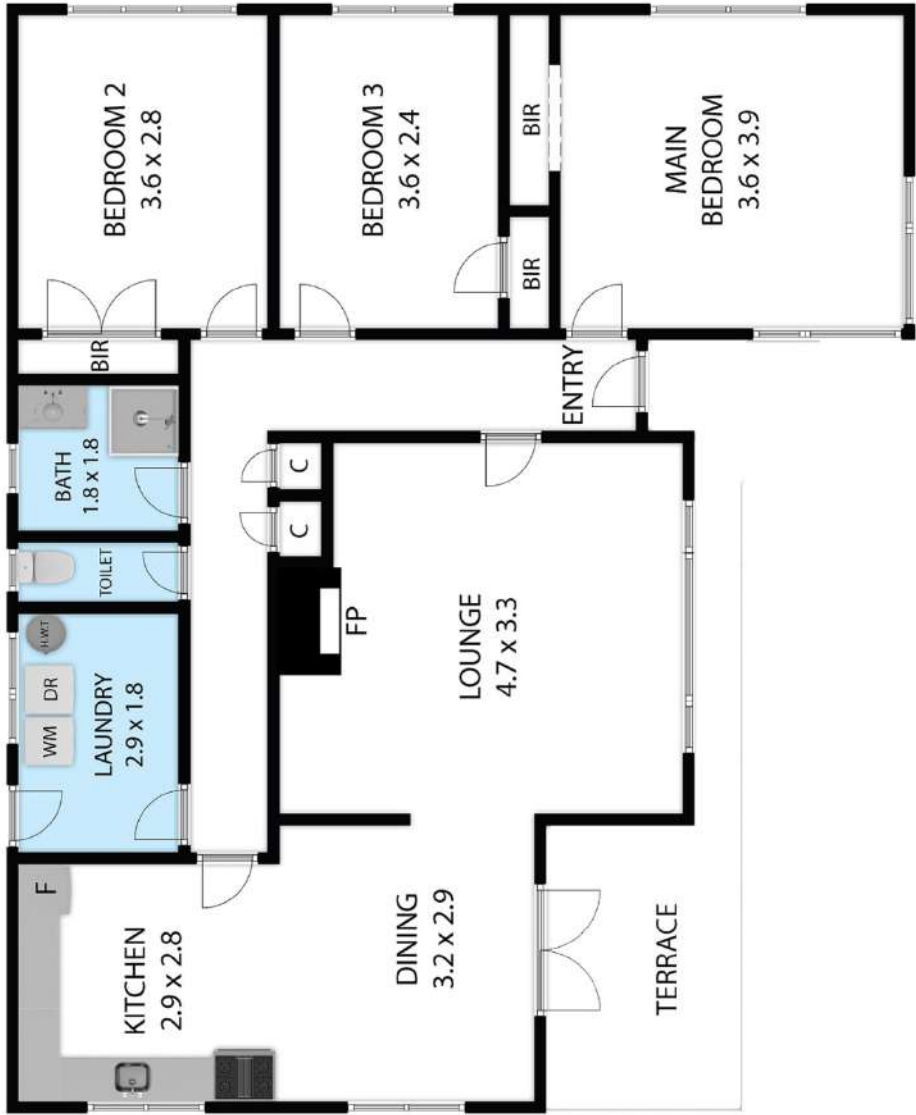 BEDROOM 2
3.6 x 2.8
BEDROOM 3
3.6 x 2.4
BIR
BIR
MAIN
BEDROOM
3.6 x 3.9
BIR
BATH
1.8 x 1.8
TOILET
H.W.T
DR
WM
LAUNDRY
2.9 x 1.8
ENTRY
C
C
FP
LOUNGE
4.7 x 3.3
F
KITCHEN
2.9 x 2.8
DINING
3.2 x 2.9
TERRACE